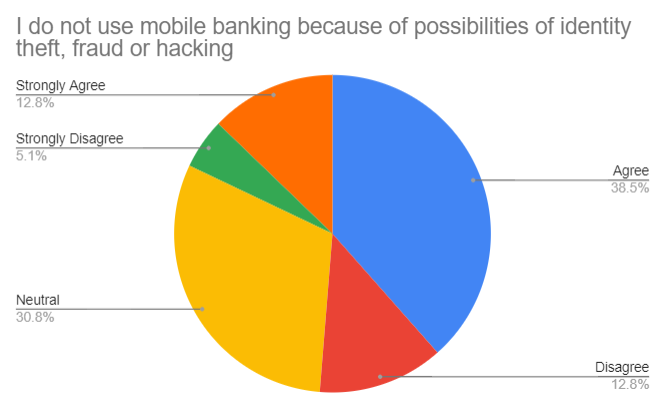 I do not use mobile banking because of possibilities of identity
theft, fraud or hacking
Strongly Agree
12.8%
Strongly Disagree
5.1%
Agree
38.5%
Neutral
30.8%
Disagree
12.8%